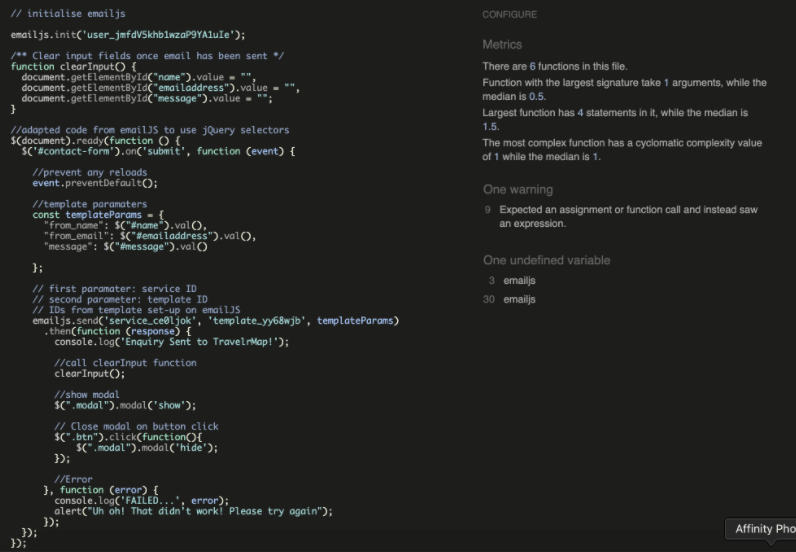 // initialise emailjs
emailjs.init('user_jmfdV5khb1wzaP9YA1uIe');
/** Clear input fields once email has been sent */
function clearInput() {
document.getElementById("name").value = "",
document.getElementById("emailaddress").value = "",
document.getElementById("message").value = "";
}
//adapted code from emailJS to use jQuery selectors
$(document).ready(function () {
$('#contact-form').on('submit', function (event) {
//prevent any reloads
event.preventDefault();
//template paramaters
const templateParams = {
"from_name": $("#name").val(),
"from_email": $("#emailaddress").val(),
"message": $("#message").val()
};
// first paramater: service ID
// second parameter: template ID
// IDs from template set-up on emailJS
emailjs.send('service_ce0ljok', 'template_yy68wjb', templateParams)
.then(function (response) {
console.log('Enquiry Sent to TravelrMap!');
//call clearInput function
clearInput();
//show modal
$(".modal").modal('show');
// Close modal on button click
$(".btn").click(function(){
$(".modal").modal('hide');
});
//Error
}, function (error) {
console.log('FAILED...', error);
alert("Uh oh! That didn't work! Please try again");
});
});
});
CONFIGURE
Metrics
There are 6 functions in this file.
Function with the largest signature take 1 arguments, while the
median is 0.5.
Largest function has 4 statements in it, while the median is
1.5.
The most complex function has a cyclomatic complexity value
of 1 while the median is 1.
One warning
9 Expected an assignment or function call and instead saw
an expression.
One undefined variable
3 emailjs
30 emailjs
Affinity Pho